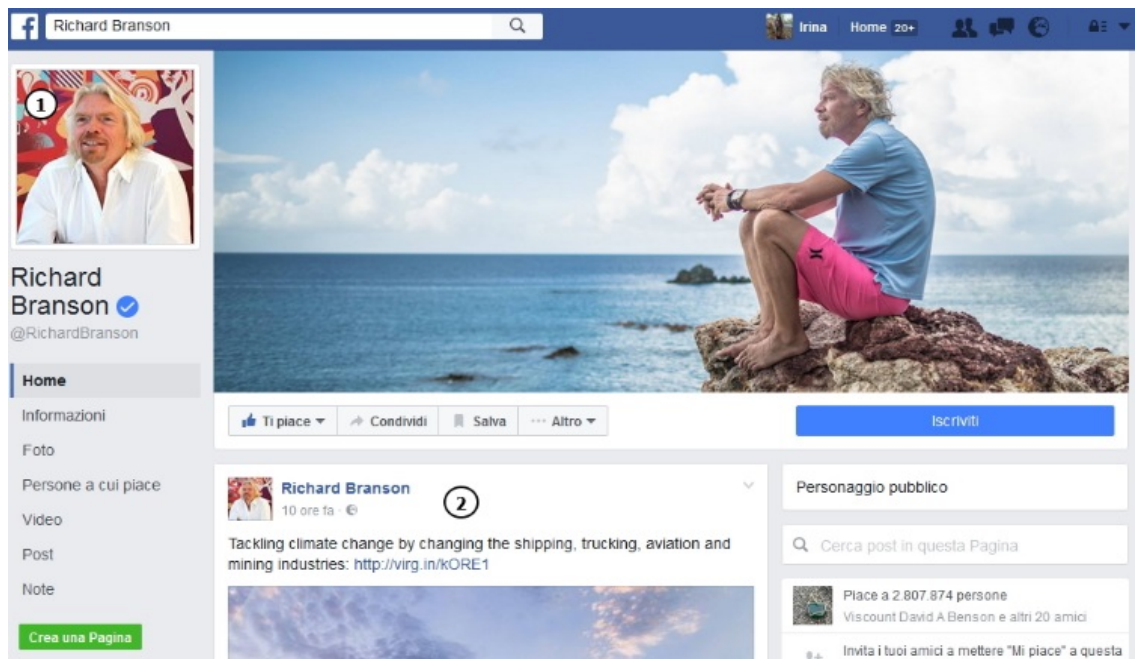 Richard Branson
Irina Home 20+
1
Richard
Branson
@RichardBranson
Home
Informazioni
Foto
Persone a cui piace
Video
Post
Note
Crea una Pagina
Ti piace Condividi Salva ... Altro
Iscriviti
Richard Branson
10 ore fa ·
2
Tackling climate change by changing the shipping, trucking, aviation and
mining industries: http://virg.in/kORE1
Personaggio pubblico
Cerca post in questa Pagina
Piace a 2.807.874 persone
Viscount David A Benson e altri 20 amici
Invita i tuoi amici a mettere "Mi piace" a questa